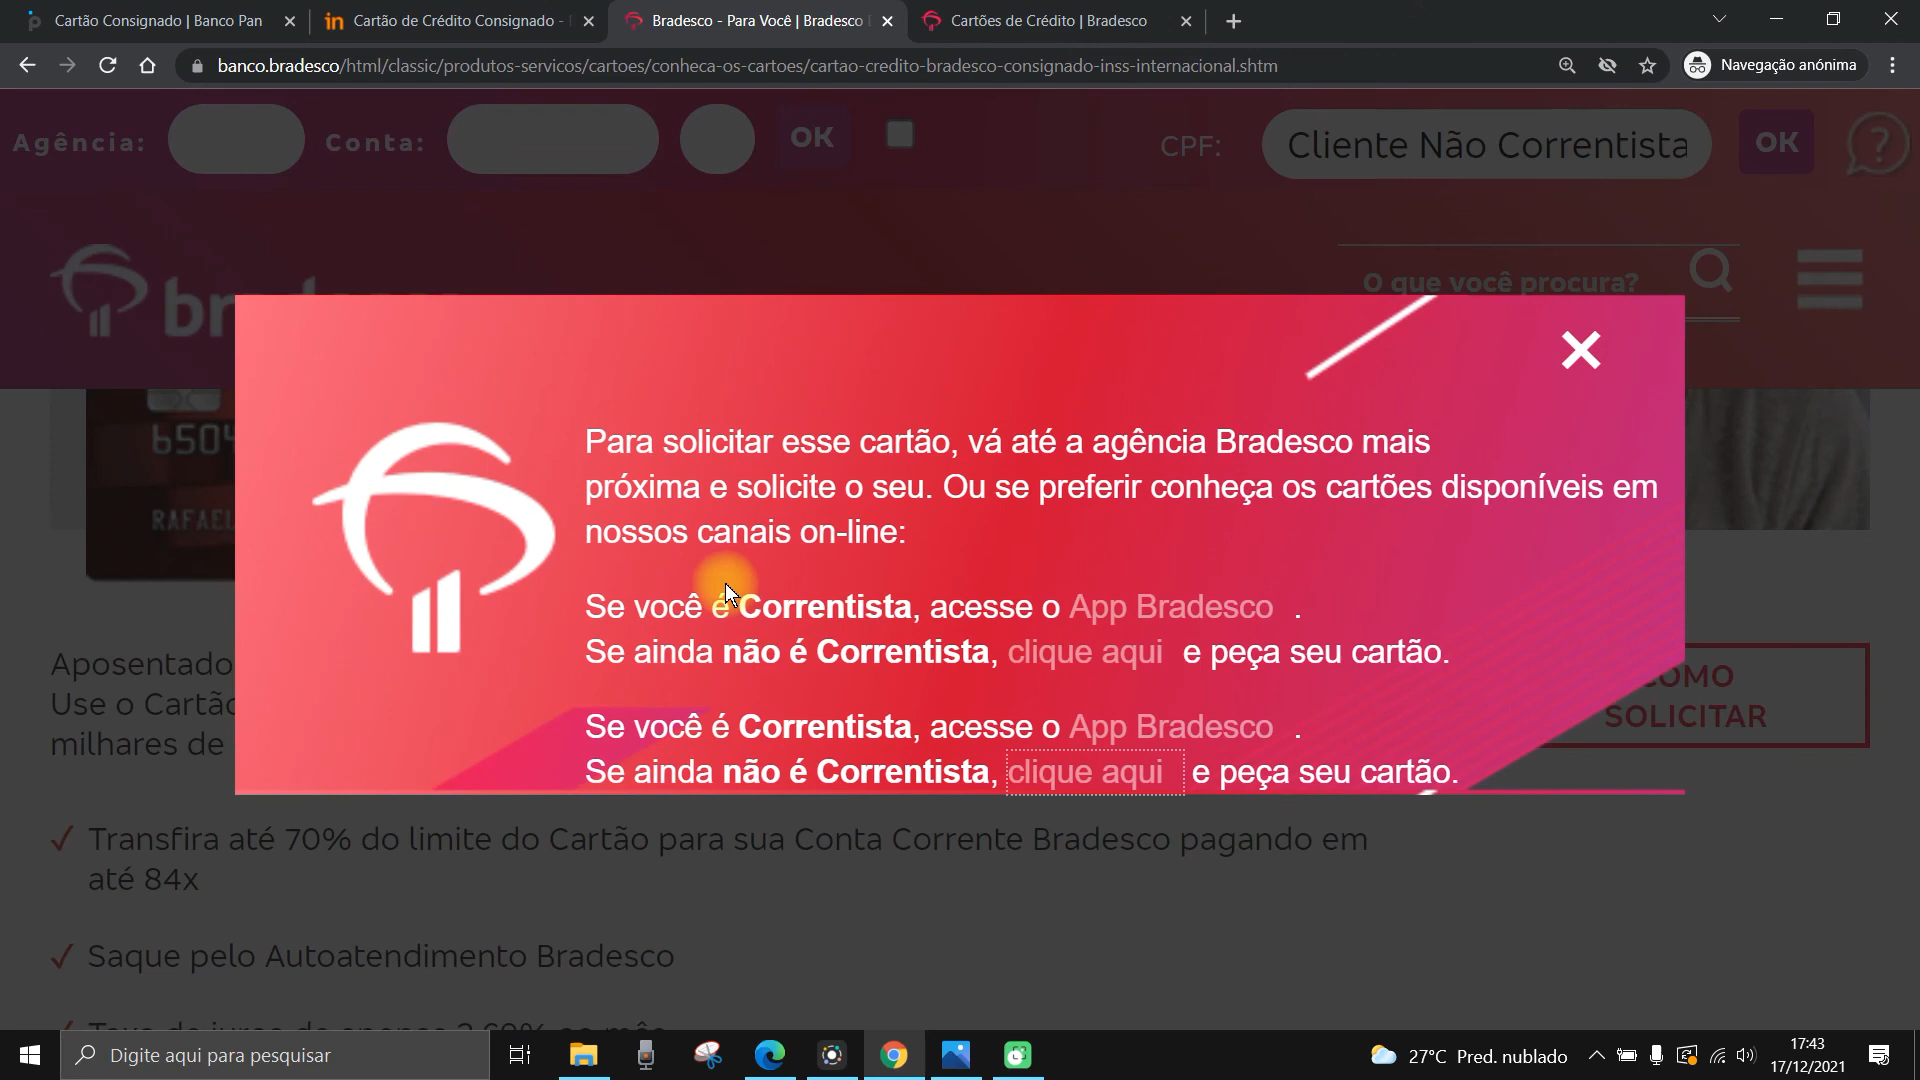 Cartão Consignado | Banco Pan
Cartão de Crédito Consignado -
Bradesco - Para Você | Bradesco
Cartões de Crédito | Bradesco
banco.bradesco/html/classic/produtos-servicos/cartoes/conheca-os-cartoes/cartao-credito-bradesco-consignado-inss-internacional.shtm
Navegação anónima
Agência:
Conta:
OK
CPF:
Cliente Não Correntista
OK
O que você procura?
Para solicitar esse cartão, vá até a agência Bradesco mais
próxima e solicite o seu. Ou se preferir conheça os cartões disponíveis em
nossos canais on-line:
Se você é Correntista, acesse o App Bradesco .
Se ainda não é Correntista, clique aqui e peça seu cartão.
Se você é Correntista, acesse o App Bradesco .
Se ainda não é Correntista, clique aqui e peça seu cartão.
RAFAEL
Aposentado
Use o Cartão
milhares de
COMO
SOLICITAR
Transfira até 70% do limite do Cartão para sua Conta Corrente Bradesco pagando em
até 84x
Saque pelo Autoatendimento Bradesco
Digite aqui para pesquisar
27°C Pred. nublado
17:43
17/12/2021